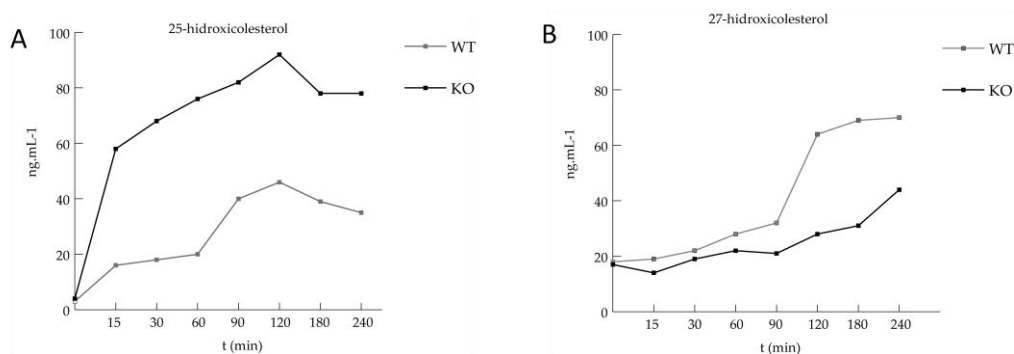 A
25-hidroxicolesterol
WT
KO
100
80
60
40
20
0
ng.mL-1
15 30 60 90 120 180 240
t (min)
B
27-hidroxicolesterol
WT
KO
100
80
60
40
20
0
ng.mL-1
15 30 60 90 120 180 240
t (min)